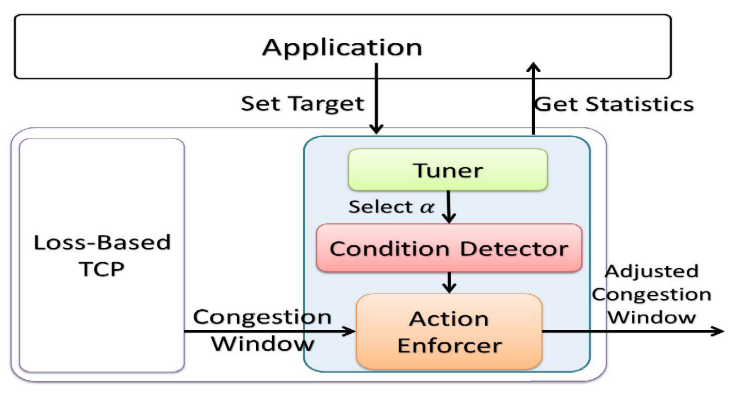 Application
Set Target
Get Statistics
Tuner
Select α
Loss-Based
TCP
Condition Detector
Adjusted
Congestion
Window
Congestion
Window
Action
Enforcer